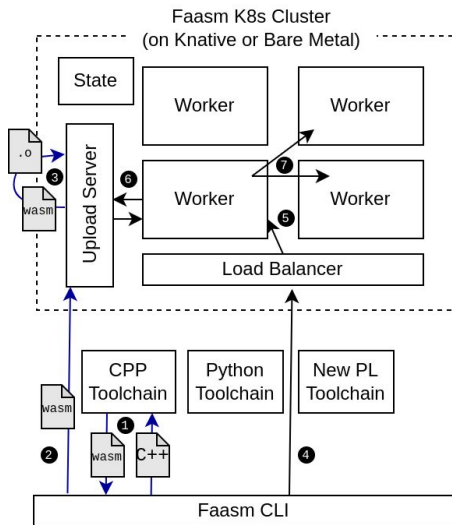 Faasm K8s Cluster
(on Knative or Bare Metal)
State
Worker
Worker
.o
3
wasm
Upload Server
6
Worker
7
Worker
5
Load Balancer
CPP
Toolchain
Python
Toolchain
New PL
Toolchain
wasm
2
1
wasm
C++
4
Faasm CLI